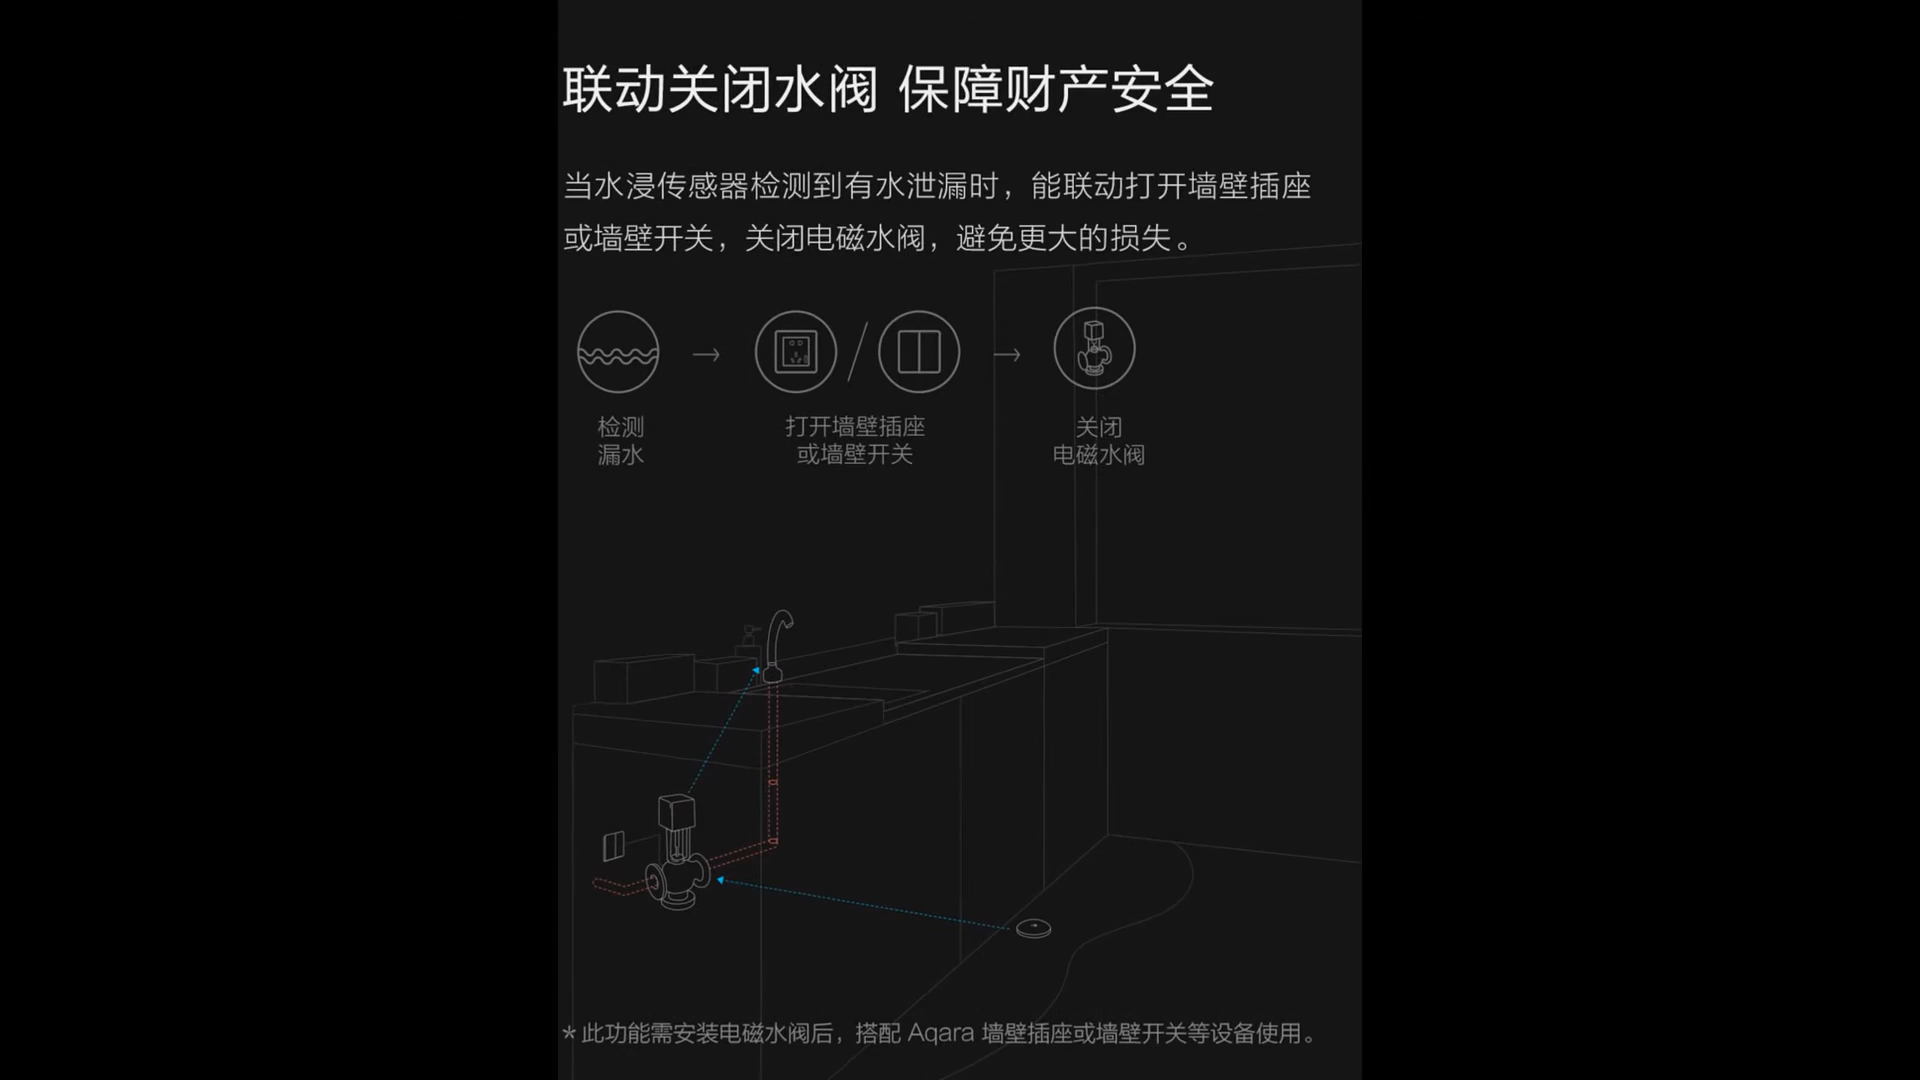 联动关闭水阀 保障财产安全
当水浸传感器检测到有水泄漏时，能联动打开墙壁插座
或墙壁开关，关闭电磁水阀，避免更大的损失。
检测
漏水
打开墙壁插座
或墙壁开关
关闭
电磁水阀
* 此功能需安装电磁水阀后，搭配 Aqara 墙壁插座或墙壁开关等设备使用。